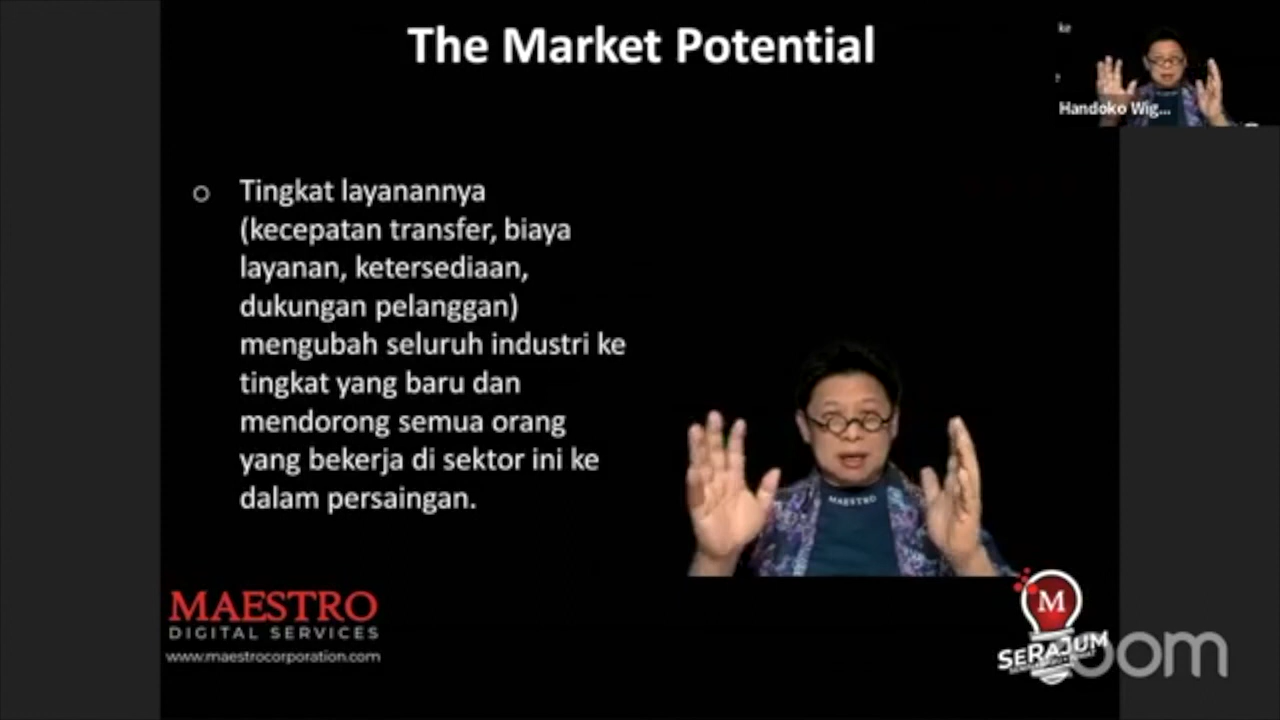 The Market Potential
ke
e
Handoko Wig...
Tingkat layanannya
(kecepatan transfer, biaya
layanan, ketersediaan,
dukungan pelanggan)
mengubah seluruh industri ke
tingkat yang baru dan
mendorong semua orang
yang bekerja di sektor ini ke
dalam persaingan.
MAESTRO
MAESTRO
DIGITAL SERVICES
www.maestrocorporation.com
M
SERAJUM
zoom